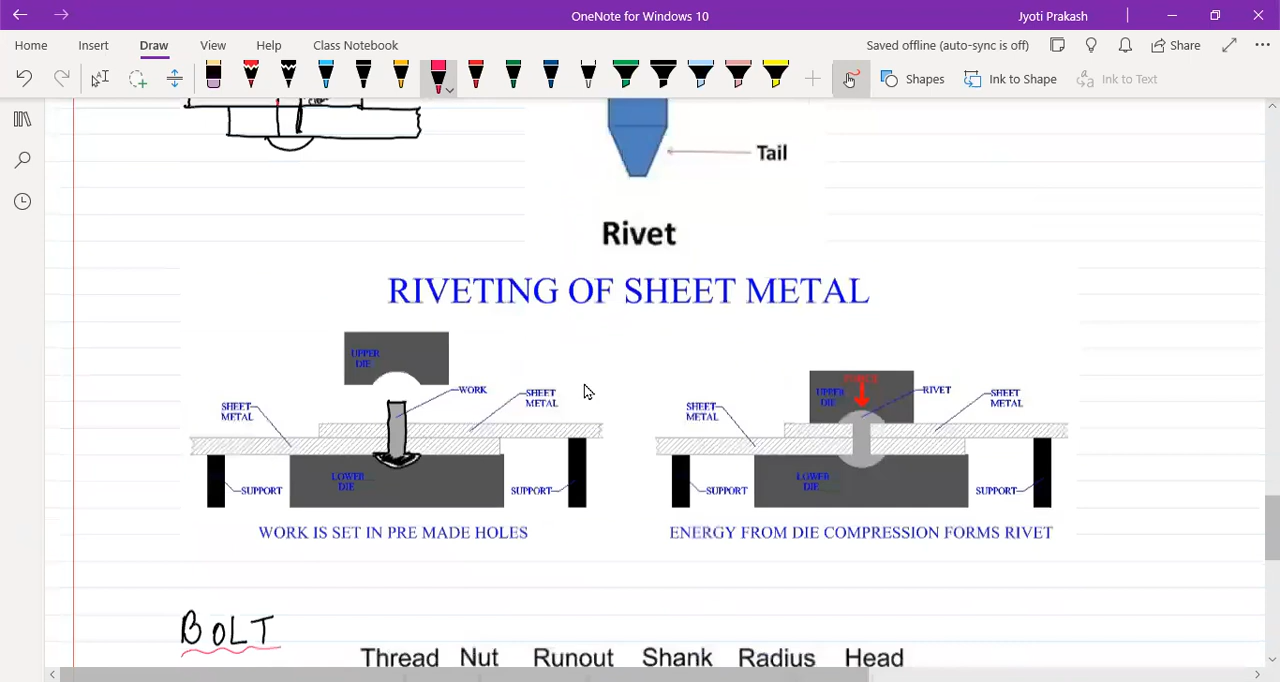 OneNote for Windows 10
Jyoti Prakash
Home Insert Draw View Help Class Notebook
Saved offline (auto-sync is off)
Share
Shapes
Ink to Shape
Ink to Text
Tail
Rivet
RIVETING OF SHEET METAL
UPPER
DIE
WORK
SHEET
METAL
SHEET
METAL
LOWER
DIE
SUPPORT
SUPPORT
WORK IS SET IN PRE MADE HOLES
UPPER
DIE
RIVET
SHEET
METAL
SHEET
METAL
LOWER
DIE
SUPPORT
SUPPORT
ENERGY FROM DIE COMPRESSION FORMS RIVET
BOLT
Thread Nut Runout Shank Radius Head